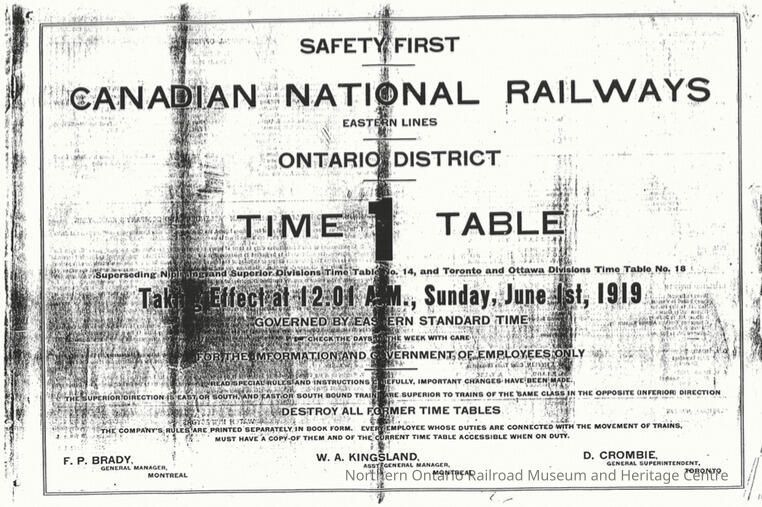 SAFETY FIRST
CANADIAN NATIONAL RAILWAYS
EASTERN LINES
ONTARIO DISTRICT
TIME 1 TABLE
Superseding Nipissing and Superior Divisions Time Table No. 14, and Toronto and Ottawa Divisions Time Table No. 18
Taking Effect at 12.01 A.M., Sunday, June 1st, 1919
GOVERNED BY EASTERN STANDARD TIME
CHECK THE DAYS OF THE WEEK WITH CARE
FOR THE INFORMATION AND GOVERNMENT OF EMPLOYEES ONLY
READ SPECIAL RULES AND INSTRUCTIONS CAREFULLY, IMPORTANT CHANGES HAVE BEEN MADE.
THE SUPERIOR DIRECTION IS EAST OR SOUTH, AND EAST OR SOUTH BOUND TRAINS ARE SUPERIOR TO TRAINS OF THE SAME CLASS IN THE OPPOSITE (INFERIOR) DIRECTION
DESTROY ALL FORMER TIME TABLES
THE COMPANY'S RULES ARE PRINTED SEPARATELY IN BOOK FORM. EVERY EMPLOYEE WHOSE DUTIES ARE CONNECTED WITH THE MOVEMENT OF TRAINS,
MUST HAVE A COPY OF THEM AND OF THE CURRENT TIME TABLE ACCESSIBLE WHEN ON DUTY.
F. P. BRADY,
GENERAL MANAGER,
MONTREAL
W. A. KINGSLAND,
ASST GENERAL MANAGER,
MONTREAL
D. CROMBIE,
GENERAL SUPERINTENDENT,
TORONTO
Northern Ontario Railroad Museum and Heritage Centre